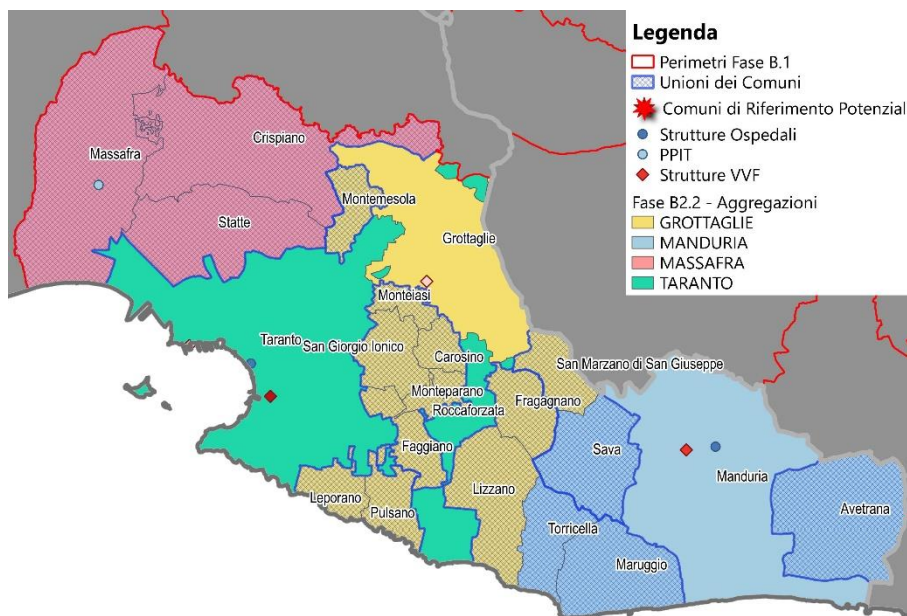 Legenda
Perimetri Fase B.1
Unioni dei Comuni
Comuni di Riferimento Potenzial
Strutture Ospedali
PPIT
Strutture VVF
Fase B2.2 - Aggregazioni
GROTTAGLIE
MANDURIA
MASSAFRA
TARANTO
Crispiano
Massafra
Montemesola
Statte
Grottaglie
Monteiasi
Taranto
San Giorgio Ionico
Carosino
San Marzano di San Giuseppe
Monteparano
Fragagnano
Roccaforzata
Faggiano
Sava
Manduria
Lizzano
Leporano
Pulsano
Avetrana
Torricella
Maruggio